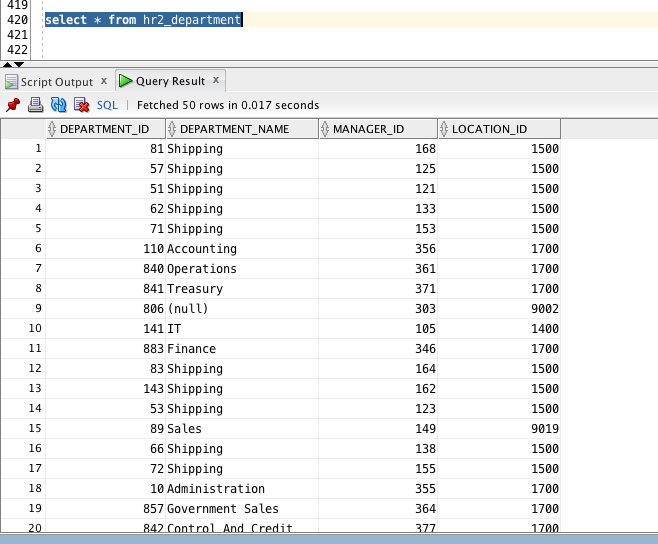 419
420 select * from hr2_department
421
422
Script Output x Query Result x
SQL | Fetched 50 rows in 0.017 seconds
DEPARTMENT_ID DEPARTMENT_NAME MANAGER_ID LOCATION_ID
1 81 Shipping 168 1500
2 57 Shipping 125 1500
3 51 Shipping 121 1500
4 62 Shipping 133 1500
5 71 Shipping 153 1500
6 110 Accounting 356 1700
7 840 Operations 361 1700
8 841 Treasury 371 1700
9 806 (null) 303 9002
10 141 IT 105 1400
11 883 Finance 346 1700
12 83 Shipping 164 1500
13 143 Shipping 162 1500
14 53 Shipping 123 1500
15 89 Sales 149 9019
16 66 Shipping 138 1500
17 72 Shipping 155 1500
18 10 Administration 355 1700
19 857 Government Sales 364 1700
20 842 Control And Credit 377 1700